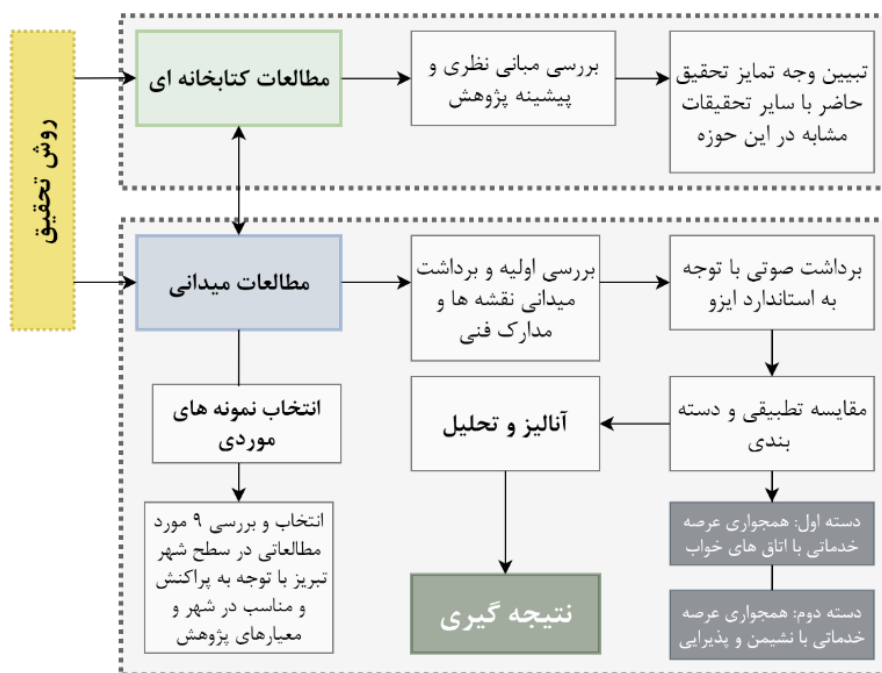 روش تحقیق
مطالعات کتابخانه ای
بررسی مبانی نظری و
پیشینه پژوهش
تبیین وجه تمایز تحقیق
حاضر با سایر تحقیقات
مشابه در این حوزه
مطالعات میدانی
بررسی اولیه و برداشت
میدانی نقشه ها و
مدارک فنی
برداشت صوتی با توجه
به استاندارد ایزو
انتخاب نمونه های
موردی
آنالیز و تحلیل
مقایسه تطبیقی و دسته
بندی
انتخاب و بررسی ۹ مورد
مطالعاتی در سطح شهر
تبریز با توجه به پراکنش
و مناسب در شهر و
معیارهای پژوهش
نتیجه گیری
دسته اول: همجواری عرصه
خدماتی با اتاق های خواب
دسته دوم: همجواری عرصه
خدماتی با نشیمن و پذیرایی